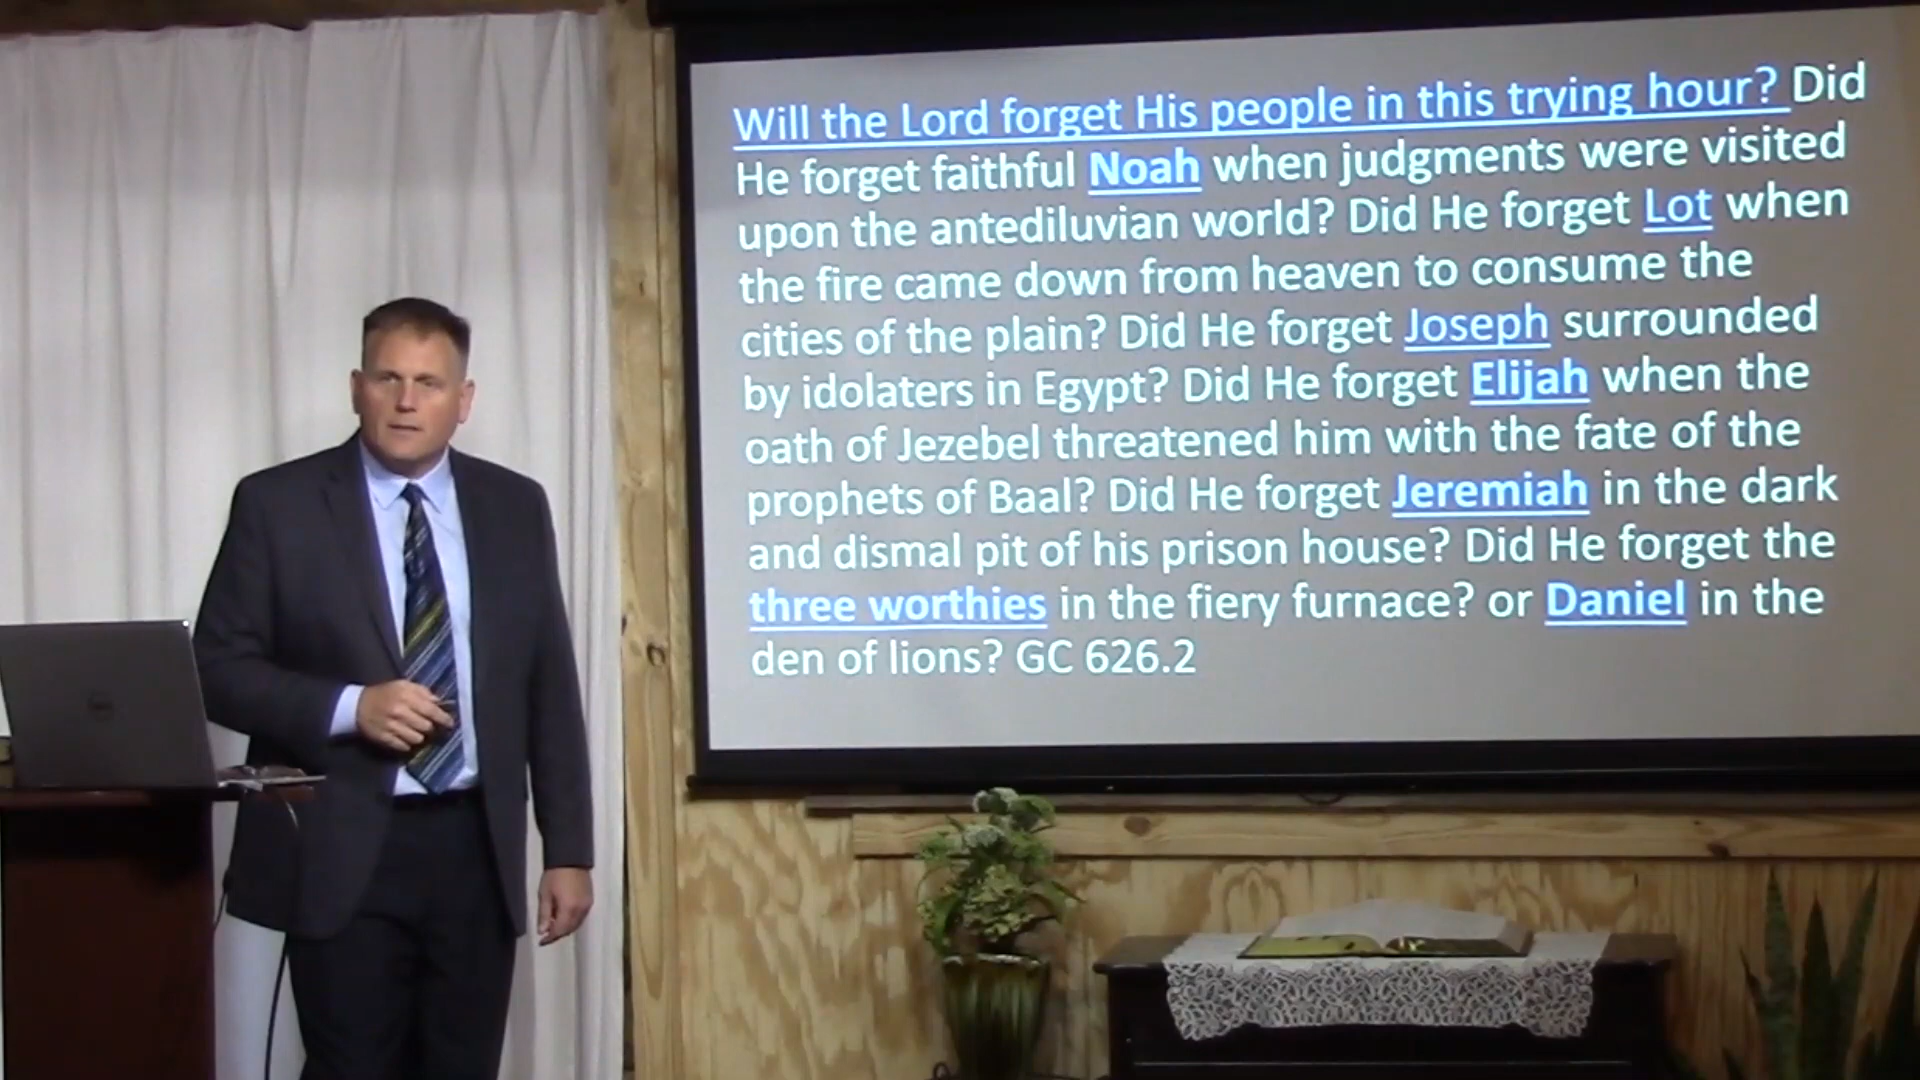 Will the Lord forget His people in this trying hour? Did
He forget faithful Noah when judgments were visited
upon the antediluvian world? Did He forget Lot when
the fire came down from heaven to consume the
cities of the plain? Did He forget Joseph surrounded
by idolaters in Egypt? Did He forget Elijah when the
oath of Jezebel threatened him with the fate of the
prophets of Baal? Did He forget Jeremiah in the dark
and dismal pit of his prison house? Did He forget the
three worthies in the fiery furnace? or Daniel in the
den of lions? GC 626.2